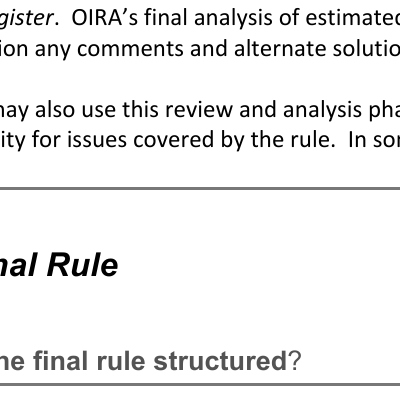 gister.  OIRA’s final analysis of estimated
ion any comments and alternate solutio
may also use this review and analysis pha
ity for issues covered by the rule.  In so
nal Rule
he final rule structured?